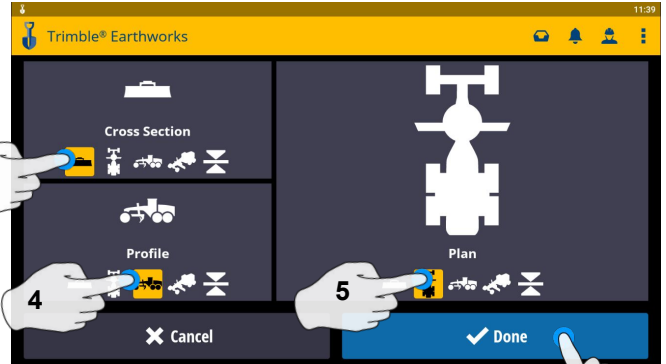 11:39
Trimble® Earthworks
Cross Section
Profile
4
Plan
5
Cancel
Done